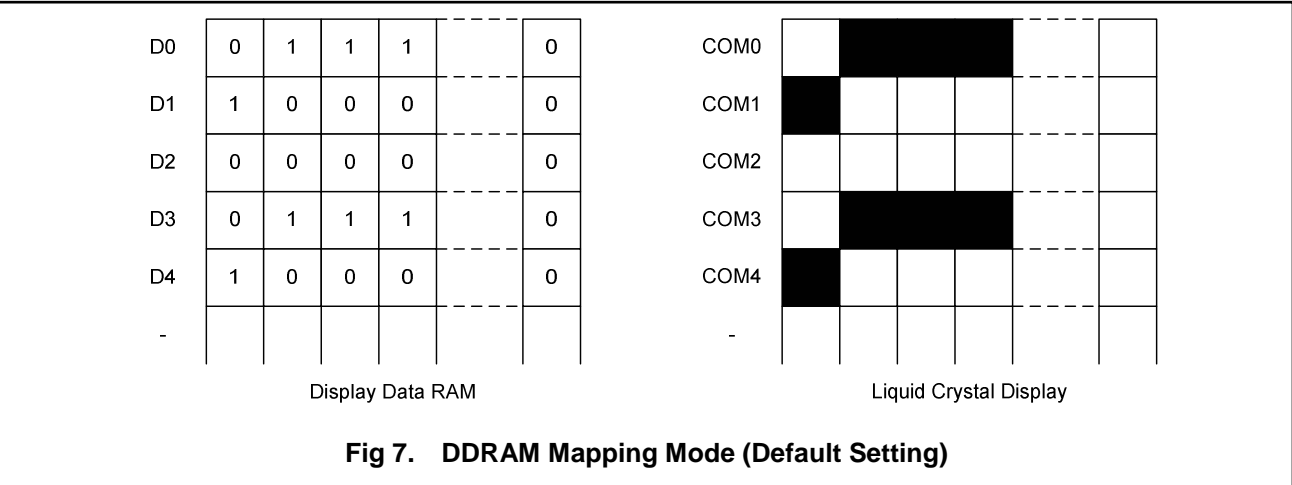 D0 0 1 1 1 0 COM0
D1 1 0 0 0 0 COM1
D2 0 0 0 0 0 COM2
D3 0 1 1 1 0 COM3
D4 1 0 0 0 0 COM4
- -
Display Data RAM Liquid Crystal Display
Fig 7. DDRAM Mapping Mode (Default Setting)